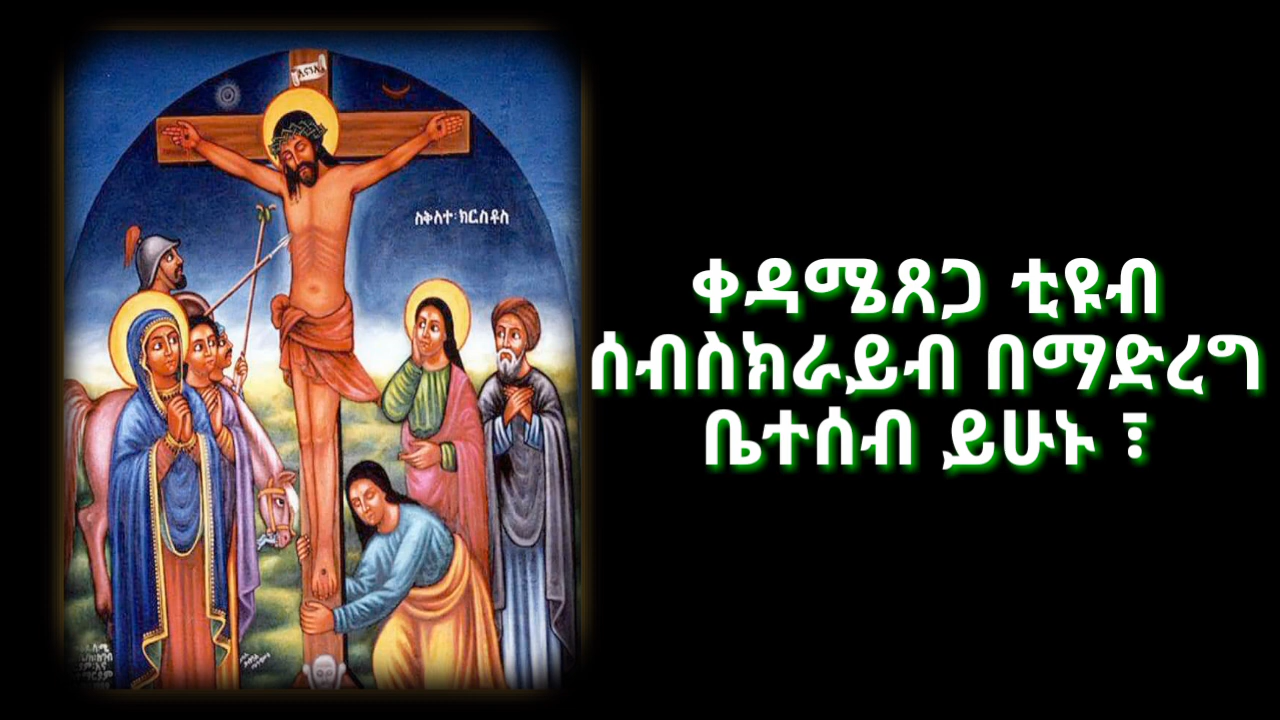 ስቅለተ፡ክርስቶስ
ቀዳሜጸጋ ቲዩብ
ሰብስክራይብ በማድረግ
ቤተሰብ ይሁኑ ፣